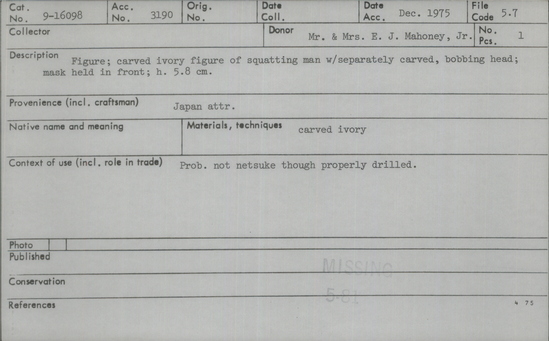 Cat. No. 9-16098 Acc. No. 3190 Orig. No. Date Coll. Date Acc. Dec. 1975 File Code 5-7
Collector Donor Mr. & Mrs. E. J. Mahoney, Jr. No. Pcs. 1
Description Figure; carved ivory figure of squatting man w/separately carved, bobbing head;
mask held in front; h. 5.8 cm.
Provenience (incl. craftsman) Japan attr.
Native name and meaning Materials, techniques carved ivory
Context of use (incl. role in trade) Prob. not netsuke though properly drilled.
Photo
Published
MISSING
Conservation
5-81
References
75